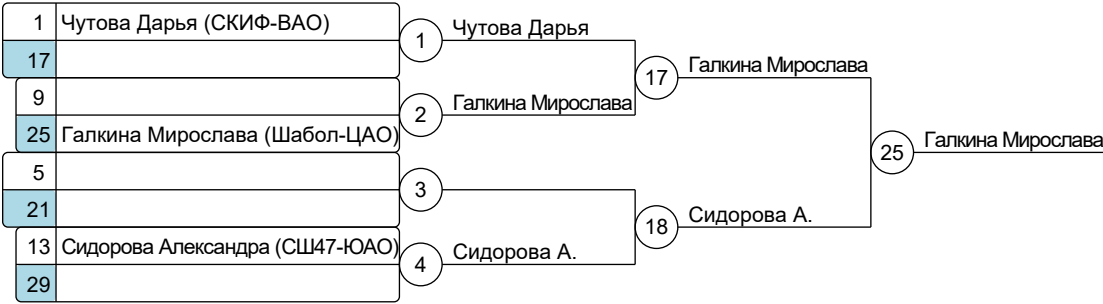 1 Чутова Дарья (СКИФ-ВАО)
17
9
25 Галкина Мирослава (Шабол-ЦАО)
5
21
13 Сидорова Александра (СШ47-ЮАО)
29
1 Чутова Дарья
2 Галкина Мирослава
3
4 Сидорова А.
17 Галкина Мирослава
18 Сидорова А.
25 Галкина Мирослава